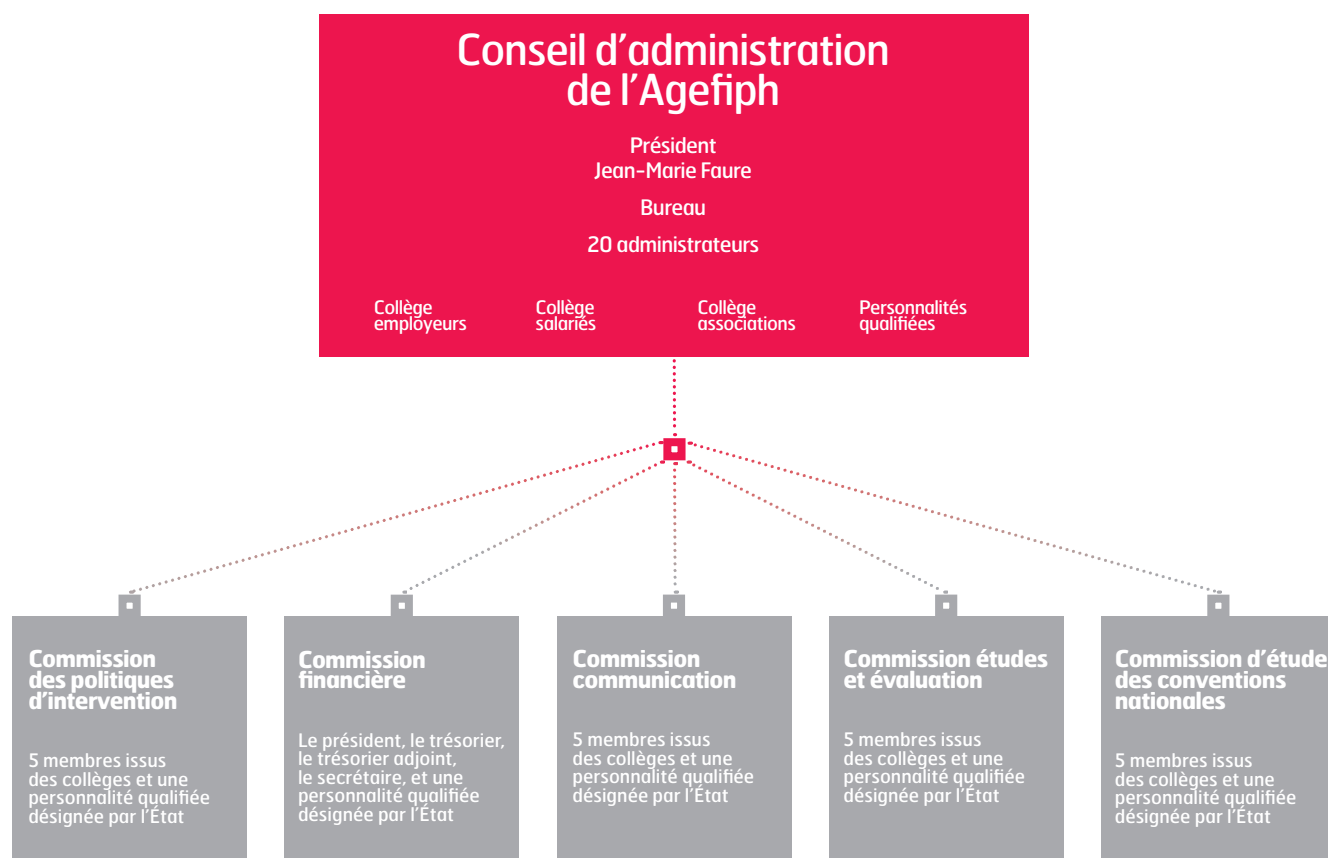 Conseil d'administration
de l'Agefiph
Président
Jean-Marie Faure
Bureau
20 administrateurs
Collège
employeurs
Collège
salariés
Collège
associations
Personnalités
qualifiées
Commission
des politiques
d'intervention
5 membres issus
des collèges et une
personnalité qualifiée
désignée par l'État
Commission
financière
Le président, le trésorier,
le trésorier adjoint,
le secrétaire, et une
personnalité qualifiée
désignée par l'État
Commission
communication
5 membres issus
des collèges et une
personnalité qualifiée
désignée par l'État
Commission études
et évaluation
5 membres issus
des collèges et une
personnalité qualifiée
désignée par l'État
Commission d'étude
des conventions
nationales
5 membres issus
des collèges et une
personnalité qualifiée
désignée par l'État